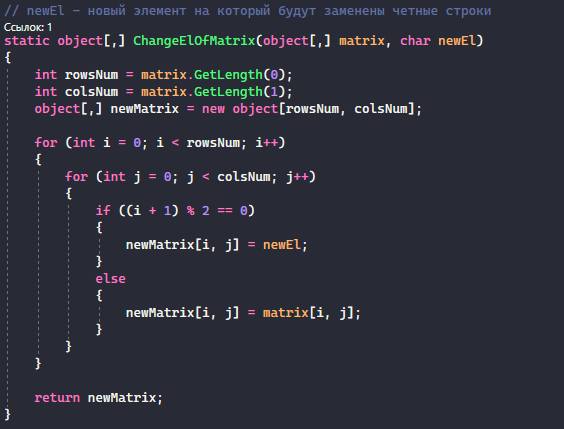 // newEl - новый элемент на который будут заменены четные строки
Ссылок: 1
static object[,] ChangeElOfMatrix(object[,] matrix, char newEl)
{
    int rowsNum = matrix.GetLength(0);
    int colsNum = matrix.GetLength(1);
    object[,] newMatrix = new object[rowsNum, colsNum];

    for (int i = 0; i < rowsNum; i++)
    {
        for (int j = 0; j < colsNum; j++)
        {
            if ((i + 1) % 2 == 0)
            {
                newMatrix[i, j] = newEl;
            }
            else
            {
                newMatrix[i, j] = matrix[i, j];
            }
        }
    }

    return newMatrix;
}